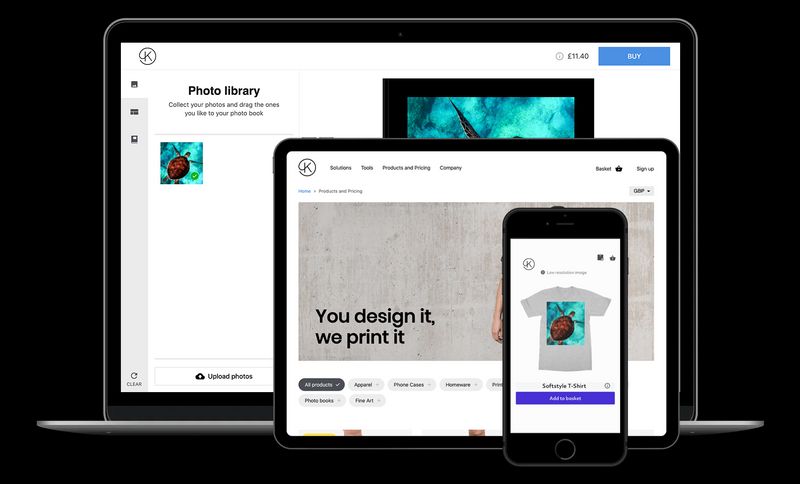 K
£11.40
BUY
Photo library
Collect your photos and drag the ones
you like to your photo book
Upload photos
CLEAR
K
Solutions
Tools
Products and Pricing
Company
Basket
Sign up
Home > Products and Pricing
GBP
You design it,
we print it
All products
Apparel +
Phone Cases +
Homeware +
Prin
Photo books +
Fine Art +
K
Low resolution image
Softstyle T-Shirt
Add to basket